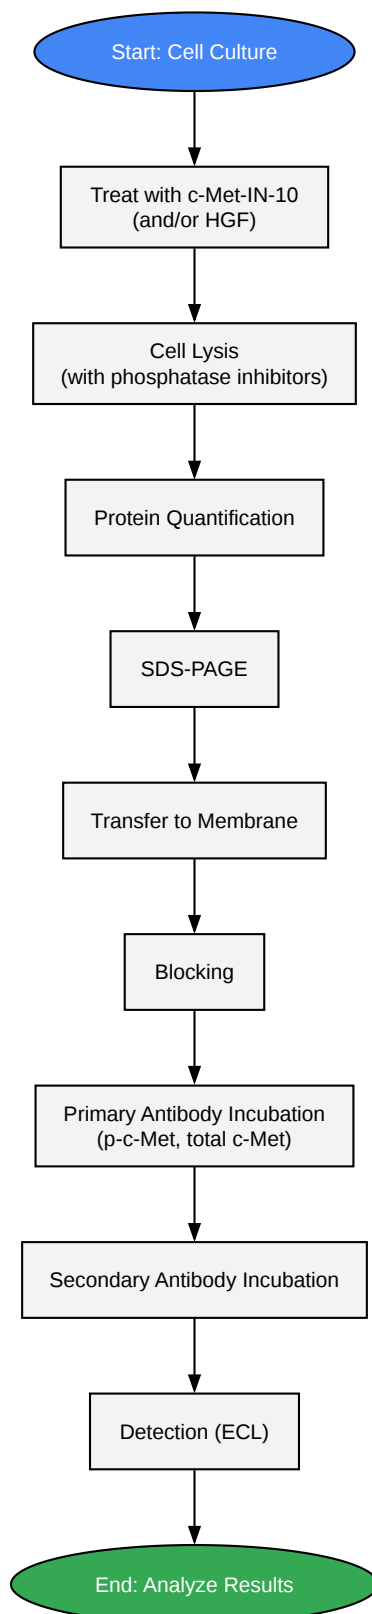 Start: Cell Culture
Treat with c-Met-IN-10
(and/or HGF)
Cell Lysis
(with phosphatase inhibitors)
Protein Quantification
SDS-PAGE
Transfer to Membrane
Blocking
Primary Antibody Incubation
(p-c-Met, total c-Met)
Secondary Antibody Incubation
Detection (ECL)
End: Analyze Results